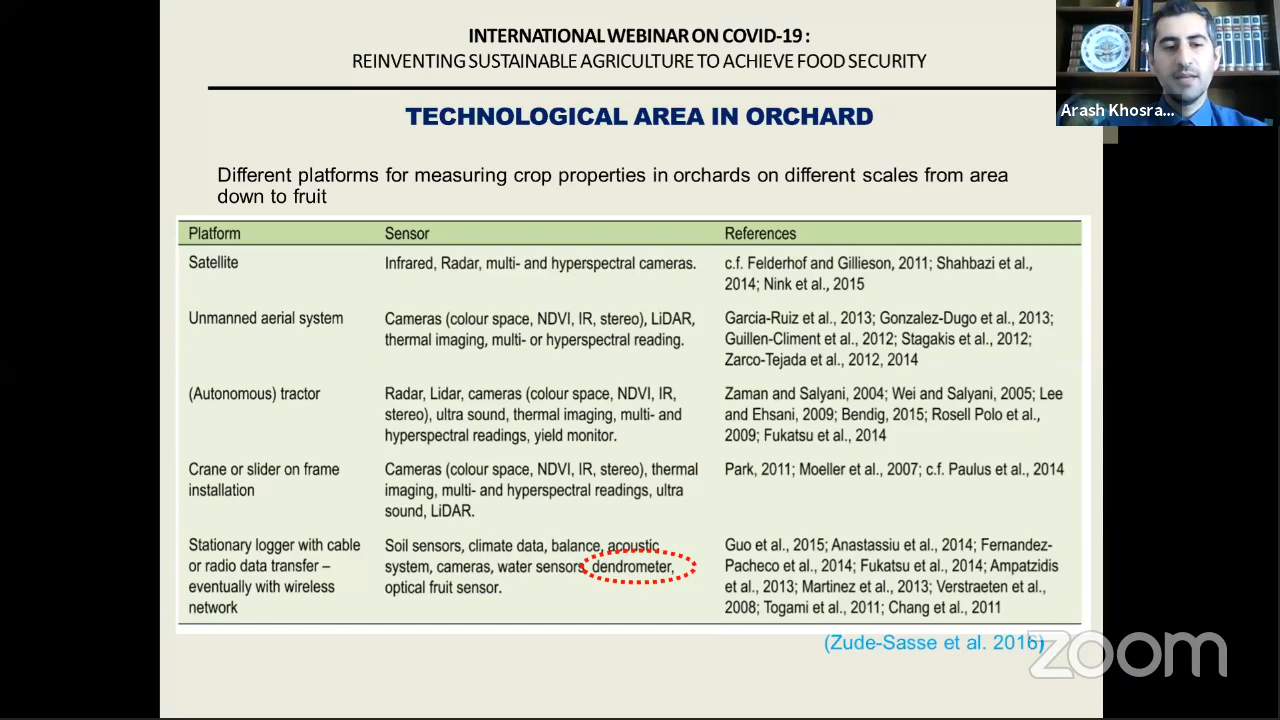 INTERNATIONAL WEBINAR ON COVID-19 :
REINVENTING SUSTAINABLE AGRICULTURE TO ACHIEVE FOOD SECURITY
Arash Khosra...
TECHNOLOGICAL AREA IN ORCHARD
Different platforms for measuring crop properties in orchards on different scales from area
down to fruit
Platform Sensor References
Satellite Infrared, Radar, multi- and hyperspectral cameras. c.f. Felderhof and Gillieson, 2011; Shahbazi et al.,
2014; Nink et al., 2015
Unmanned aerial system Cameras (colour space, NDVI, IR, stereo), LiDAR, Garcia-Ruiz et al., 2013; Gonzalez-Dugo et al., 2013;
thermal imaging, multi- or hyperspectral reading. Guillen-Climent et al., 2012; Stagakis et al., 2012;
Zarco-Tejada et al., 2012, 2014
(Autonomous) tractor Radar, Lidar, cameras (colour space, NDVI, IR, Zaman and Salyani, 2004; Wei and Salyani, 2005; Lee
stereo), ultra sound, thermal imaging, multi- and and Ehsani, 2009; Bendig, 2015; Rosell Polo et al.,
hyperspectral readings, yield monitor. 2009; Fukatsu et al., 2014
Crane or slider on frame Cameras (colour space, NDVI, IR, stereo), thermal Park, 2011; Moeller et al., 2007; c.f. Paulus et al., 2014
installation imaging, multi- and hyperspectral readings, ultra
sound, LiDAR.
Stationary logger with cable Soil sensors, climate data, balance, acoustic Guo et al., 2015; Anastassiu et al., 2014; Fernandez-
or radio data transfer – system, cameras, water sensors, dendrometer, Pacheco et al., 2014; Fukatsu et al., 2014; Ampatzidis
eventually with wireless optical fruit sensor. et al., 2013; Martinez et al., 2013; Verstraeten et al.,
network 2008; Togami et al., 2011; Chang et al., 2011
(Zude-Sasse et al. 2016)
zoom